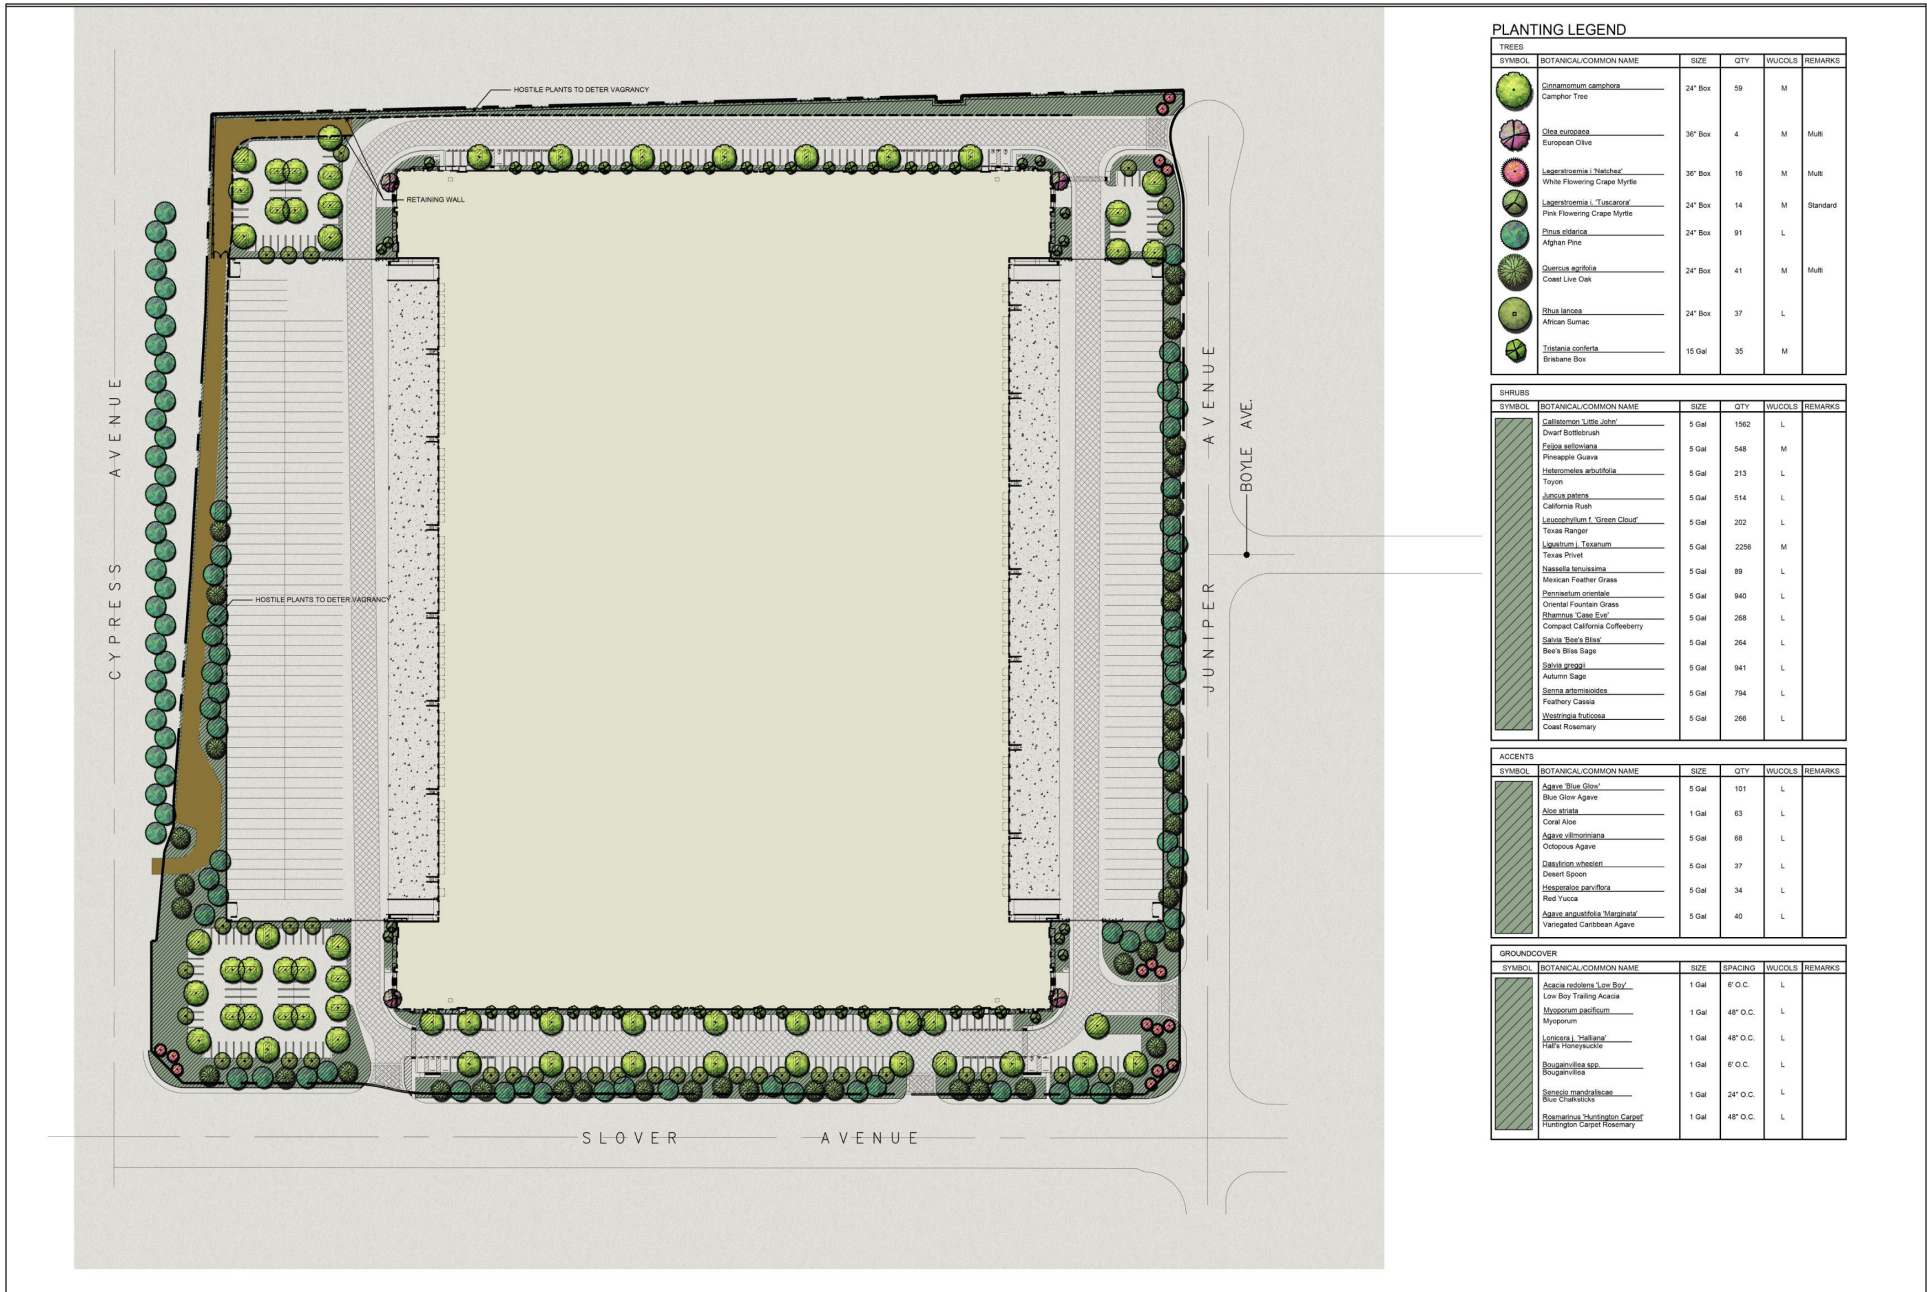 HOSTILE PLANTS TO DETER VAGRANCY
RETAINING WALL
HOSTILE PLANTS TO DETER VAGRANCY
CYPRESS AVENUE
JUNIPER AVENUE
BOYLE AVE.
SLOVER AVENUE
PLANTING LEGEND
TREES
SYMBOL BOTANICAL/COMMON NAME SIZE QTY WUCOLS REMARKS
Cinnamomum camphora
Camphor Tree 24" Box 59 M
Olea europaea
European Olive 36" Box 4 M Multi
Lagerstroemia i 'Natchez'
White Flowering Crape Myrtle 36" Box 16 M Multi
Lagerstroemia i. 'Tuscarora'
Pink Flowering Crape Myrtle 24" Box 14 M Standard
Pinus eldarica
Afghan Pine 24" Box 91 L
Quercus agrifolia
Coast Live Oak 24" Box 41 M Multi
Rhus lancea
African Sumac 24" Box 37 L
Tristania conferta
Brisbane Box 15 Gal 35 M
SHRUBS
SYMBOL BOTANICAL/COMMON NAME SIZE QTY WUCOLS REMARKS
Callistemon 'Little John'
Dwarf Bottlebrush 5 Gal 1562 L
Feijoa sellowiana
Pineapple Guava 5 Gal 548 M
Heteromeles arbutifolia
Toyon 5 Gal 213 L
Juncus patens
California Rush 5 Gal 514 L
Leucophyllum f. 'Green Cloud'
Texas Ranger 5 Gal 202 L
Ligustrum j. Texanum
Texas Privet 5 Gal 2256 M
Nassella tenuissima
Mexican Feather Grass 5 Gal 89 L
Pennisetum orientale
Oriental Fountain Grass 5 Gal 940 L
Rhamnus 'Case Eve'
Compact California Coffeeberry 5 Gal 268 L
Salvia 'Bee's Bliss'
Bee's Bliss Sage 5 Gal 264 L
Salvia greggii
Autumn Sage 5 Gal 941 L
Senna artemisioides
Feathery Cassia 5 Gal 794 L
Westringia fruticosa
Coast Rosemary 5 Gal 266 L
ACCENTS
SYMBOL BOTANICAL/COMMON NAME SIZE QTY WUCOLS REMARKS
Agave 'Blue Glow'
Blue Glow Agave 5 Gal 101 L
Aloe striata
Coral Aloe 1 Gal 63 L
Agave villmoriniana
Octopous Agave 5 Gal 68 L
Dasylirion wheeleri
Desert Spoon 5 Gal 37 L
Hesperaloe parviflora
Red Yucca 5 Gal 34 L
Agave angustifolia 'Marginata'
Variegated Caribbean Agave 5 Gal 40 L
GROUNDCOVER
SYMBOL BOTANICAL/COMMON NAME SIZE SPACING WUCOLS REMARKS
Acacia redolens 'Low Boy'
Low Boy Trailing Acacia 1 Gal 6' O.C. L
Myoporum pacificum
Myoporum 1 Gal 48" O.C. L
Lonicera j. 'Halliana'
Hall's Honeysuckle 1 Gal 48" O.C. L
Bougainvillea spp.
Bougainvillea 1 Gal 6' O.C. L
Senecio mandraliscae
Blue Chalksticks 1 Gal 24" O.C. L
Rosmarinus 'Huntington Carpet'
Huntington Carpet Rosemary 1 Gal 48" O.C. L